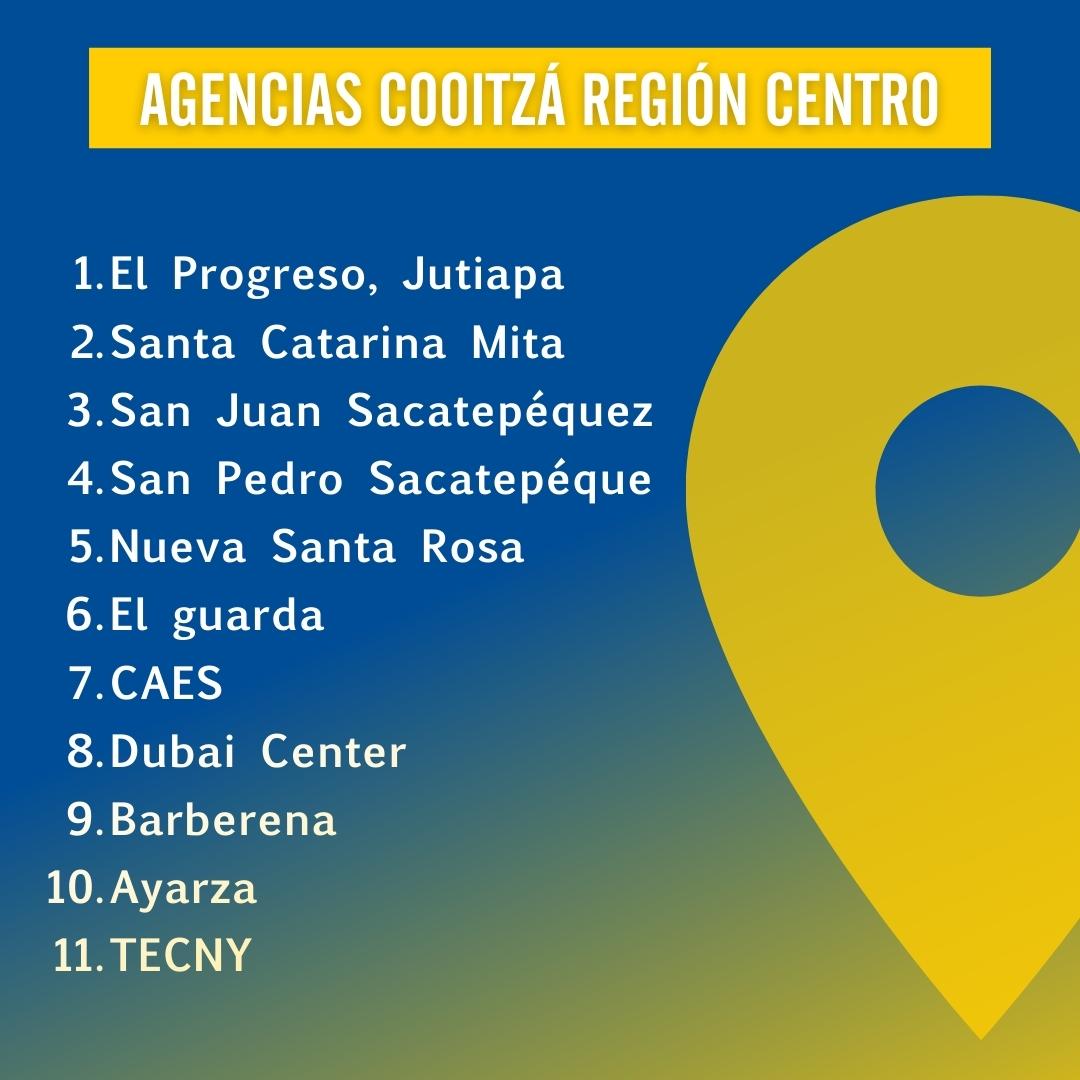 AGENCIAS COOITZÁ REGIÓN CENTRO
1. El Progreso, Jutiapa
2. Santa Catarina Mita
3. San Juan Sacatepéquez
4. San Pedro Sacatepéque
5. Nueva Santa Rosa
6. El guarda
7. CAES
8. Dubai Center
9. Barberena
10. Ayarza
11. TECNY